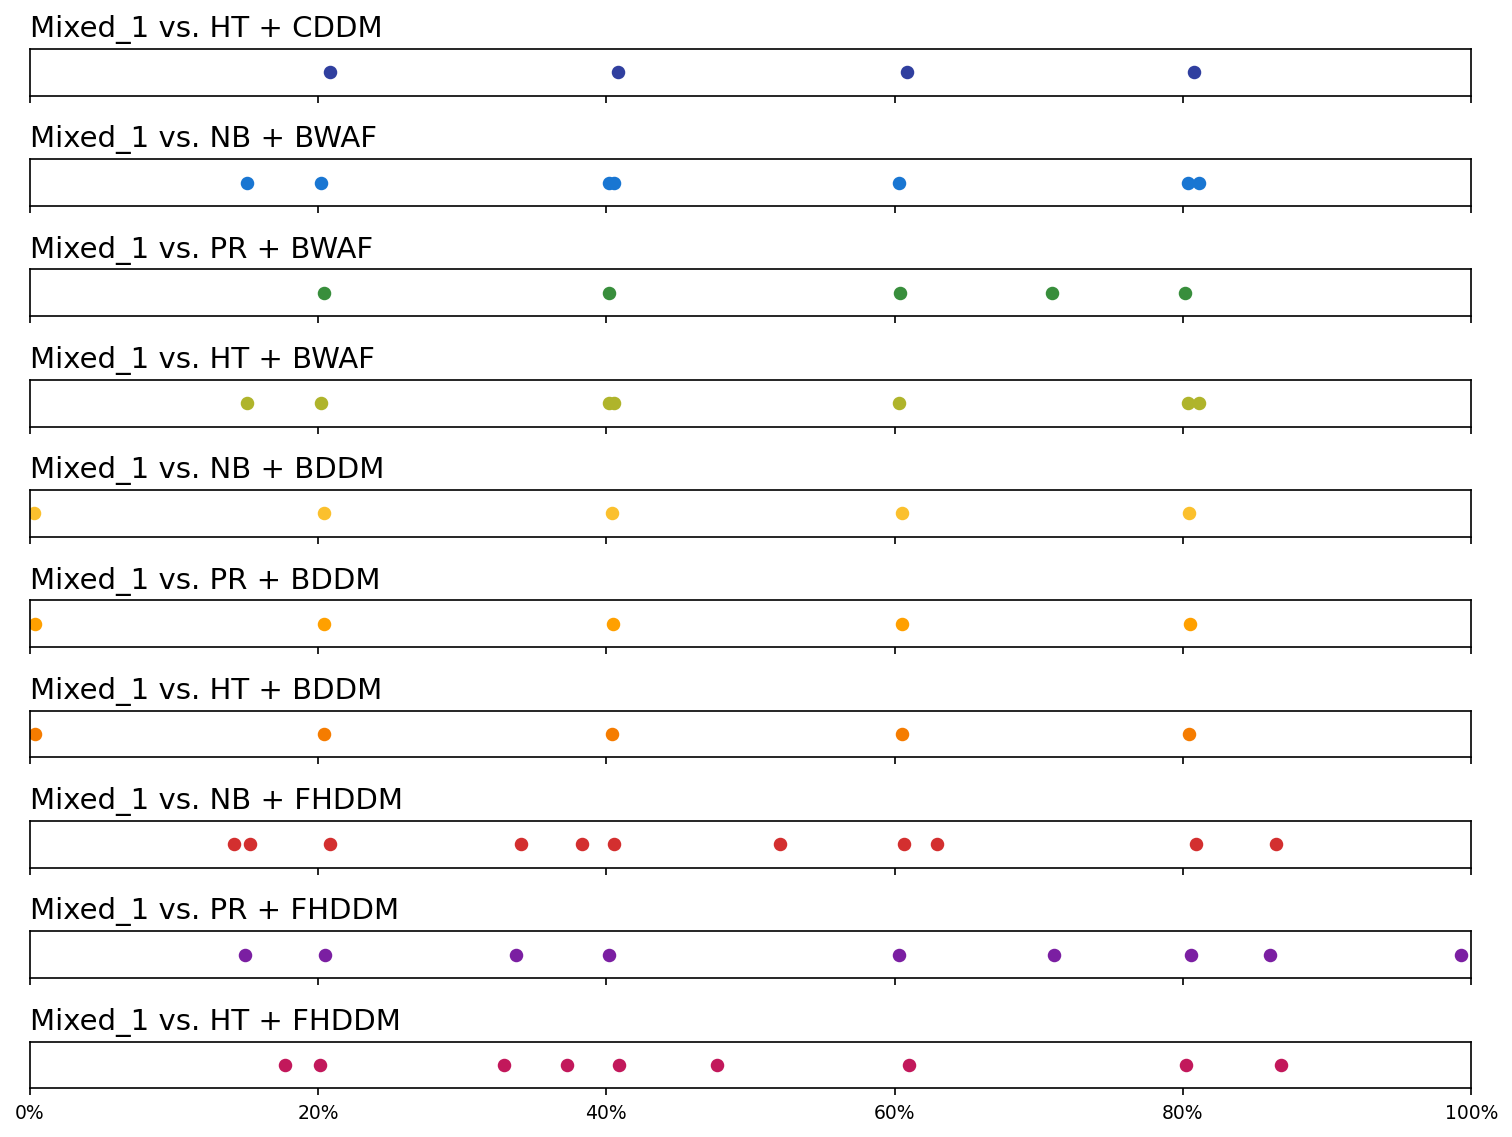 Mixed_1 vs. HT + CDDM
Mixed_1 vs. NB + BWAF
Mixed_1 vs. PR + BWAF
Mixed_1 vs. HT + BWAF
Mixed_1 vs. NB + BDDM
Mixed_1 vs. PR + BDDM
Mixed_1 vs. HT + BDDM
Mixed_1 vs. NB + FHDDM
Mixed_1 vs. PR + FHDDM
Mixed_1 vs. HT + FHDDM
0% 20% 40% 60% 80% 100%